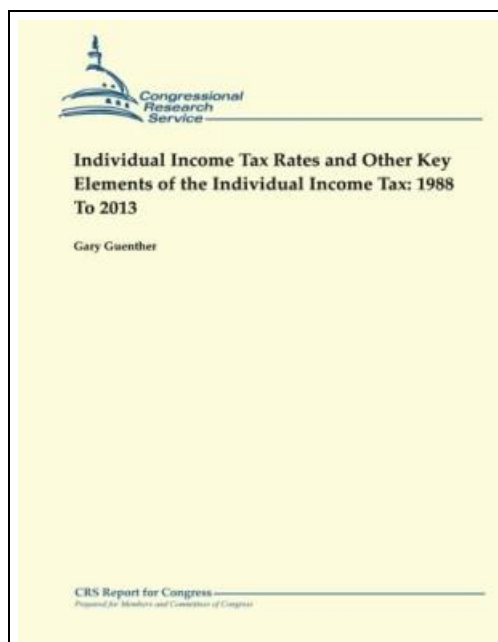 Congressional
Research
Service
Individual Income Tax Rates and Other Key
Elements of the Individual Income Tax: 1988
To 2013
Gary Guenther
CRS Report for Congress
Prepared for Members and Committees of Congress